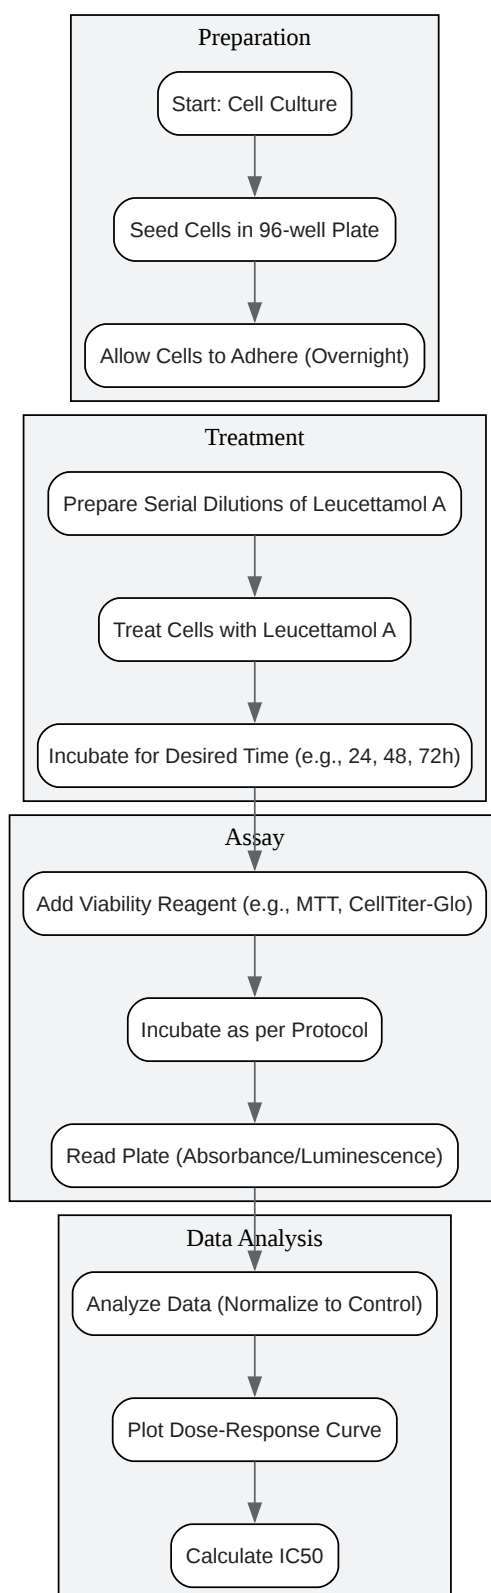 Preparation
Start: Cell Culture
Seed Cells in 96-well Plate
Allow Cells to Adhere (Overnight)
Treatment
Prepare Serial Dilutions of Leucettamol A
Treat Cells with Leucettamol A
Incubate for Desired Time (e.g., 24, 48, 72h)
Assay
Add Viability Reagent (e.g., MTT, CellTiter-Glo)
Incubate as per Protocol
Read Plate (Absorbance/Luminescence)
Data Analysis
Analyze Data (Normalize to Control)
Plot Dose-Response Curve
Calculate IC50